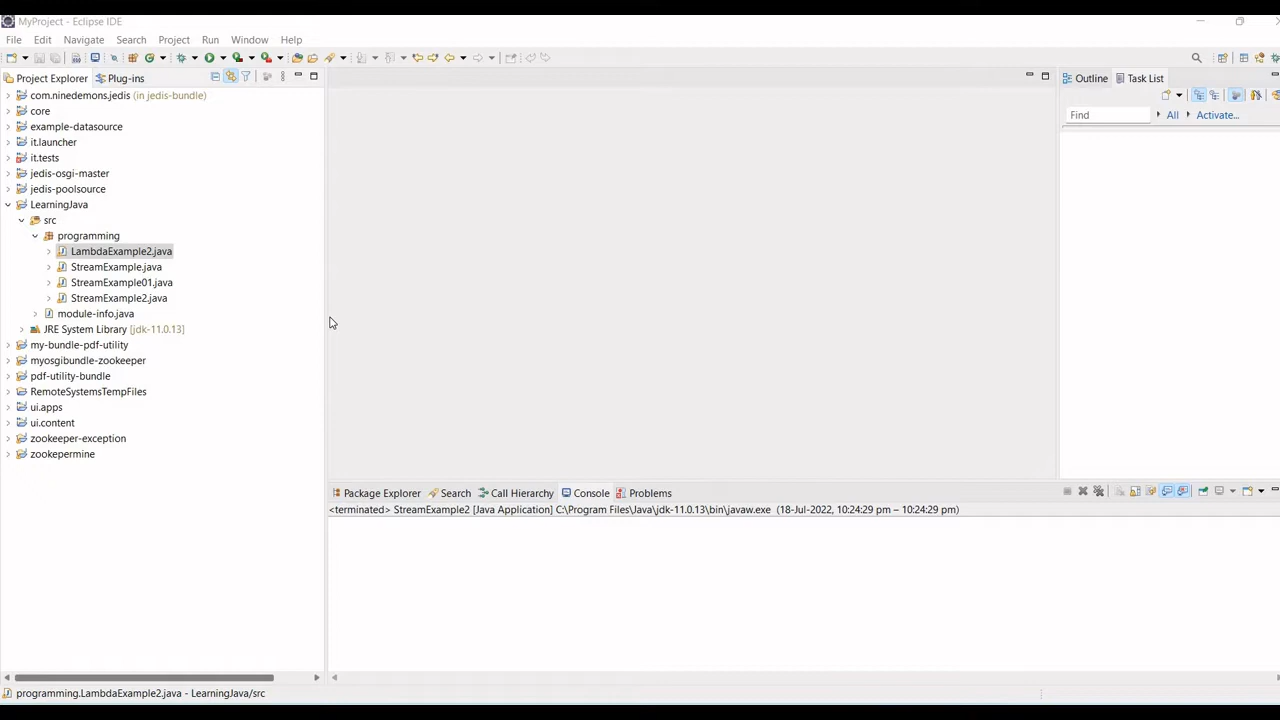 MyProject - Eclipse IDE
File Edit Navigate Search Project Run Window Help
Project Explorer Plug-ins
com.ninedemons.jedis (in jedis-bundle)
core
example-datasource
it.launcher
it.tests
jedis-osgi-master
jedis-poolsource
LearningJava
src
programming
LambdaExample2.java
StreamExample.java
StreamExample01.java
StreamExample2.java
module-info.java
JRE System Library [jdk-11.0.13]
my-bundle-pdf-utility
myosgibundle-zookeeper
pdf-utility-bundle
RemoteSystemsTempFiles
ui.apps
ui.content
zookeeper-exception
zookepermine
Outline Task List
Find All Activate...
Package Explorer Search Call Hierarchy Console Problems
<terminated> StreamExample2 [Java Application] C:\Program Files\Java\jdk-11.0.13\bin\javaw.exe (18-Jul-2022, 10:24:29 pm – 10:24:29 pm)
programming.LambdaExample2.java - LearningJava/src